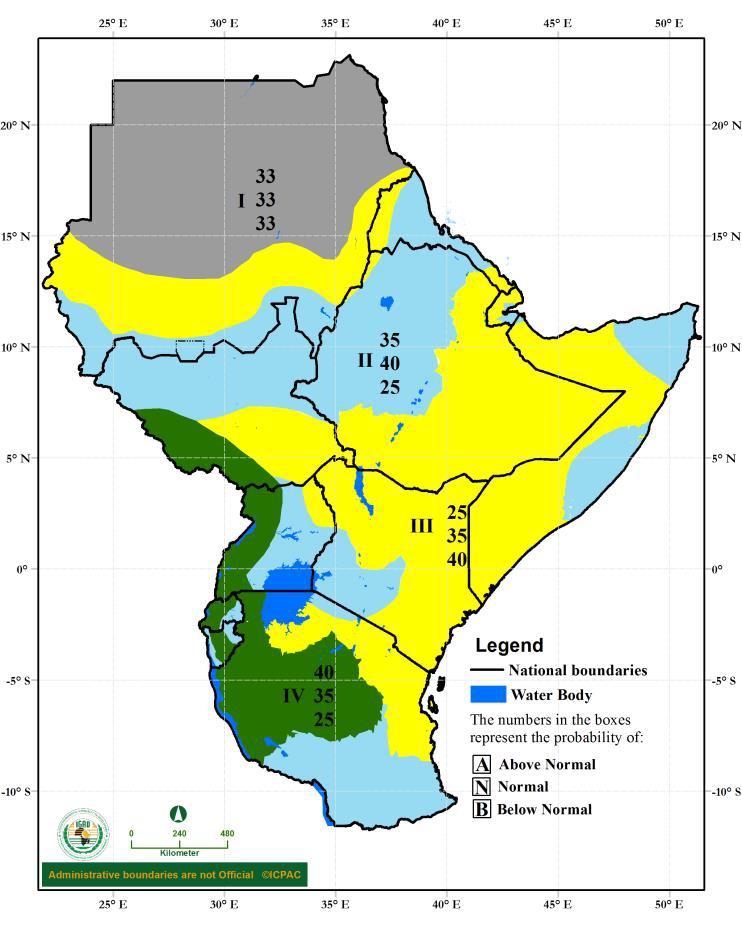 25° E 30° E 35° E 40° E 45° E 50° E
20° N 20° N
15° N 15° N
10° N 10° N
5° N 5° N
0° 0°
-5° S -5° S
-10° S -10° S
I
33
33
33
II
35
40
25
III
25
35
40
IV
40
35
25
Legend
National boundaries
Water Body
The numbers in the boxes
represent the probability of:
A Above Normal
N Normal
B Below Normal
IGAD
0 240 480
Kilometer
Administrative boundaries are not Official ©ICPAC
25° E 30° E 35° E 40° E 45° E 50° E